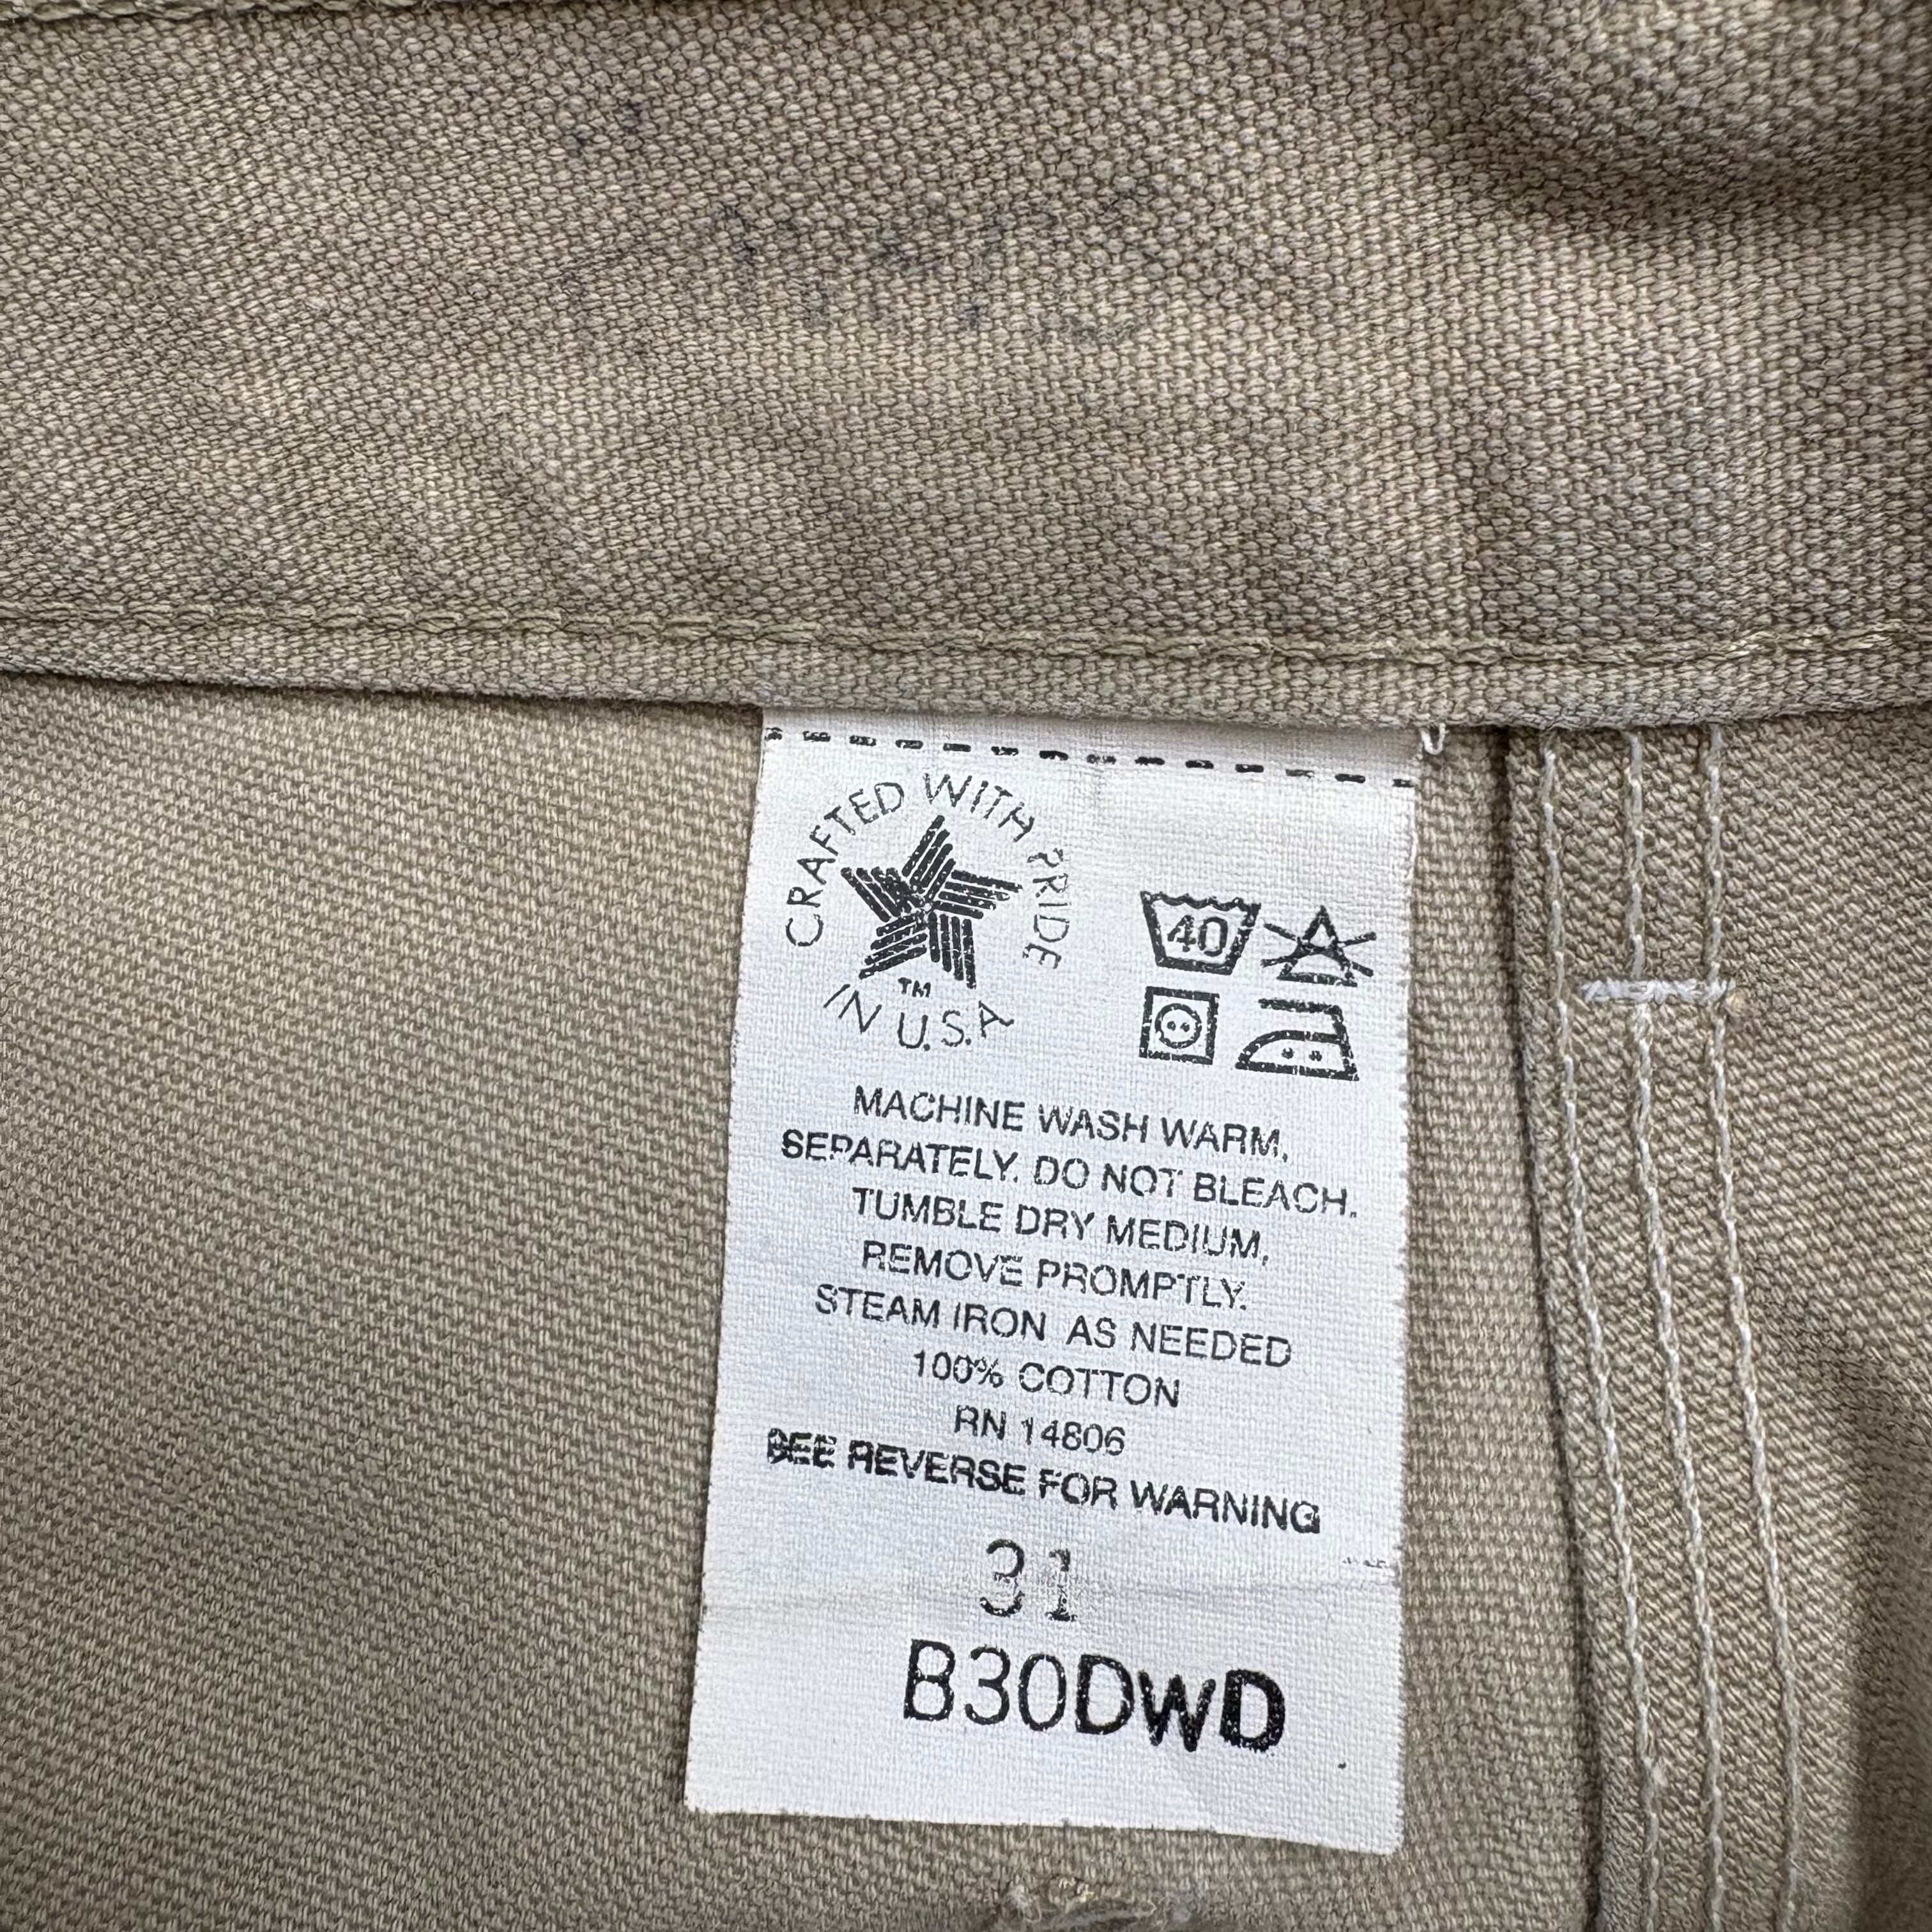 CRAFTED WITH PRIDE
TM
IN U.S.A
40
MACHINE WASH WARM,
SEPARATELY. DO NOT BLEACH.
TUMBLE DRY MEDIUM,
REMOVE PROMPTLY.
STEAM IRON AS NEEDED
100% COTTON
RN 14806
SEE REVERSE FOR WARNING
31
B30DWD